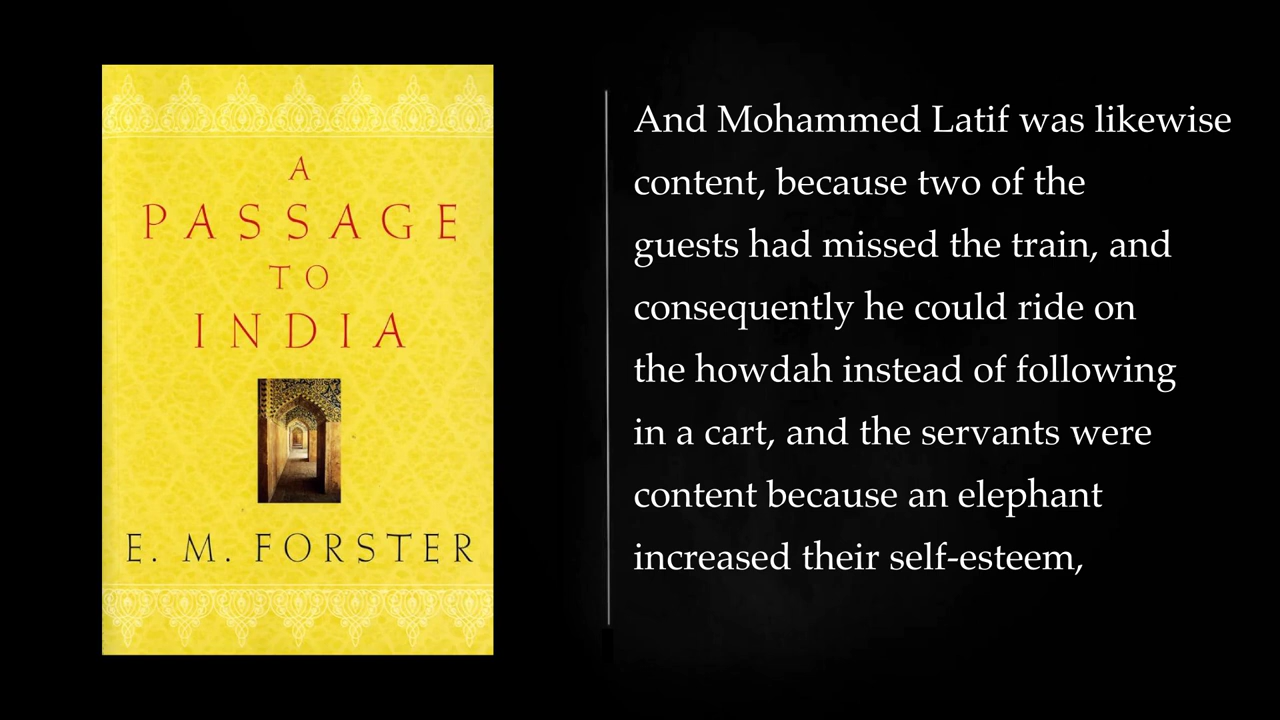 A
PASSAGE
TO
INDIA
E. M. FORSTER
And Mohammed Latif was likewise
content, because two of the
guests had missed the train, and
consequently he could ride on
the howdah instead of following
in a cart, and the servants were
content because an elephant
increased their self-esteem,